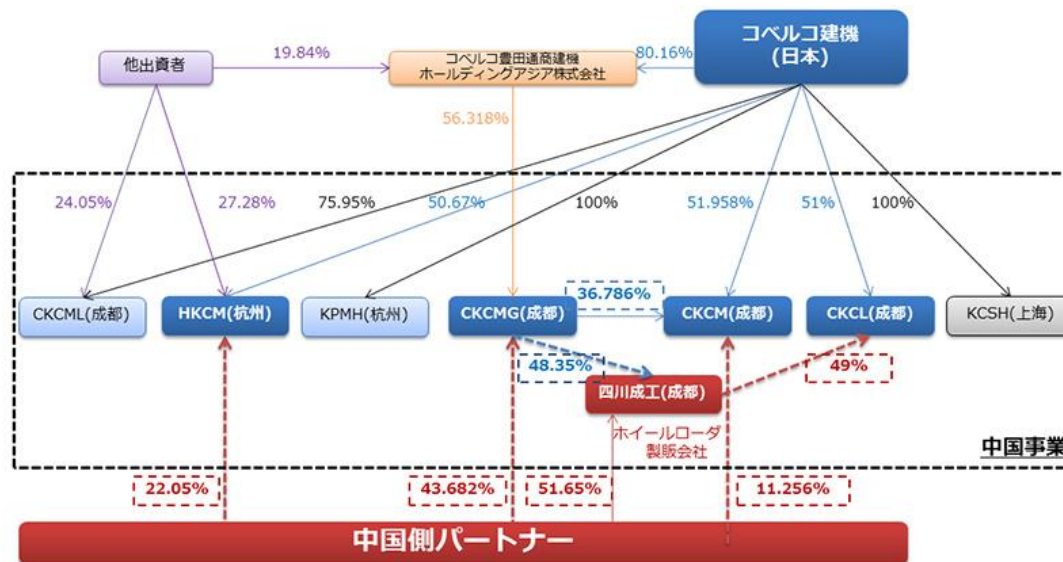 コベルコ建機
(日本)
19.84%
80.16%
他出資者
コベルコ豊田通商建機
ホールディングアジア株式会社
56.318%
24.05%
27.28%
75.95%
50.67%
100%
51.958%
51%
100%
CKCML(成都)
HKCM(杭州)
KPMH(杭州)
CKCMG(成都)
36.786%
CKCM(成都)
CKCL(成都)
KCSH(上海)
48.35%
49%
四川成工(成都)
ホイールローダ
製販会社
中国事業
22.05%
43.682%
51.65%
11.256%
中国側パートナー